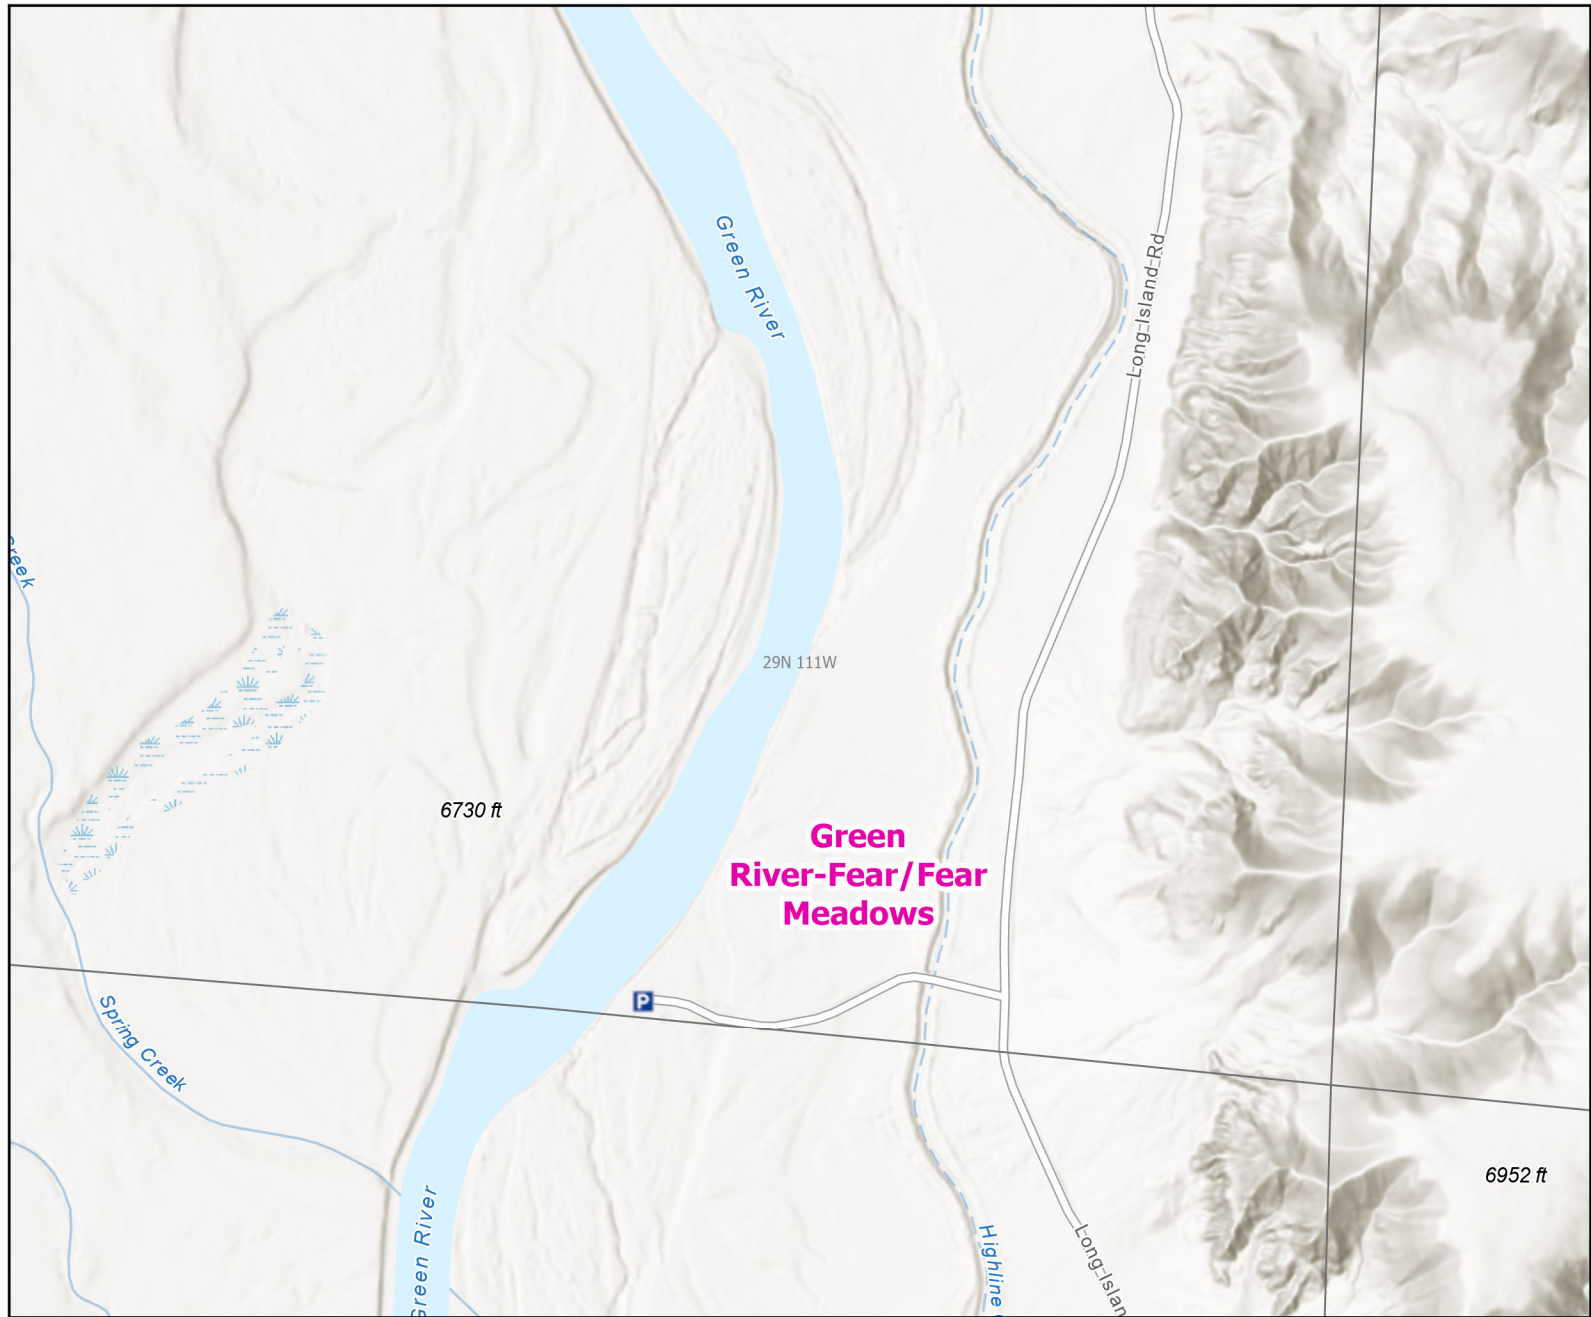 Green River
Long-Island-Rd
Creek
29N 111W
6730 ft
Green
River-Fear/Fear
Meadows
P
Spring Creek
6952 ft
Green River
Highline
Long-Islan